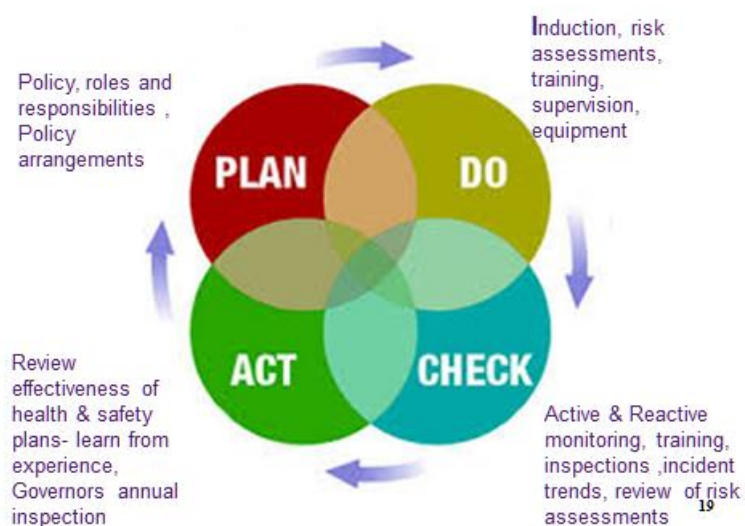 Policy, roles and
responsibilities ,
Policy
arrangements
Induction, risk
assessments,
training,
supervision,
equipment
PLAN
DO
ACT
CHECK
Review
effectiveness of
health & safety
plans- learn from
experience,
Governors annual
inspection
Active & Reactive
monitoring, training,
inspections ,incident
trends, review of risk
assessments
19